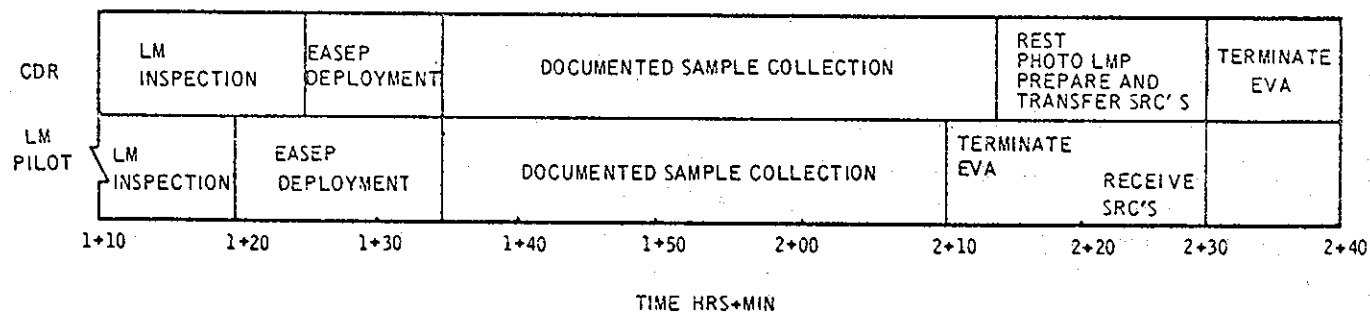 CDR
LM
INSPECTION
EASEP
DEPLOYMENT
DOCUMENTED SAMPLE COLLECTION
REST
PHOTO LMP
PREPARE AND
TRANSFER SRC'S
TERMINATE
EVA
LM
PILOT
LM
INSPECTION
EASEP
DEPLOYMENT
DOCUMENTED SAMPLE COLLECTION
TERMINATE
EVA
RECEIVE
SRC'S
1+10 1+20 1+30 1+40 1+50 2+00 2+10 2+20 2+30 2+40
TIME HRS+MIN